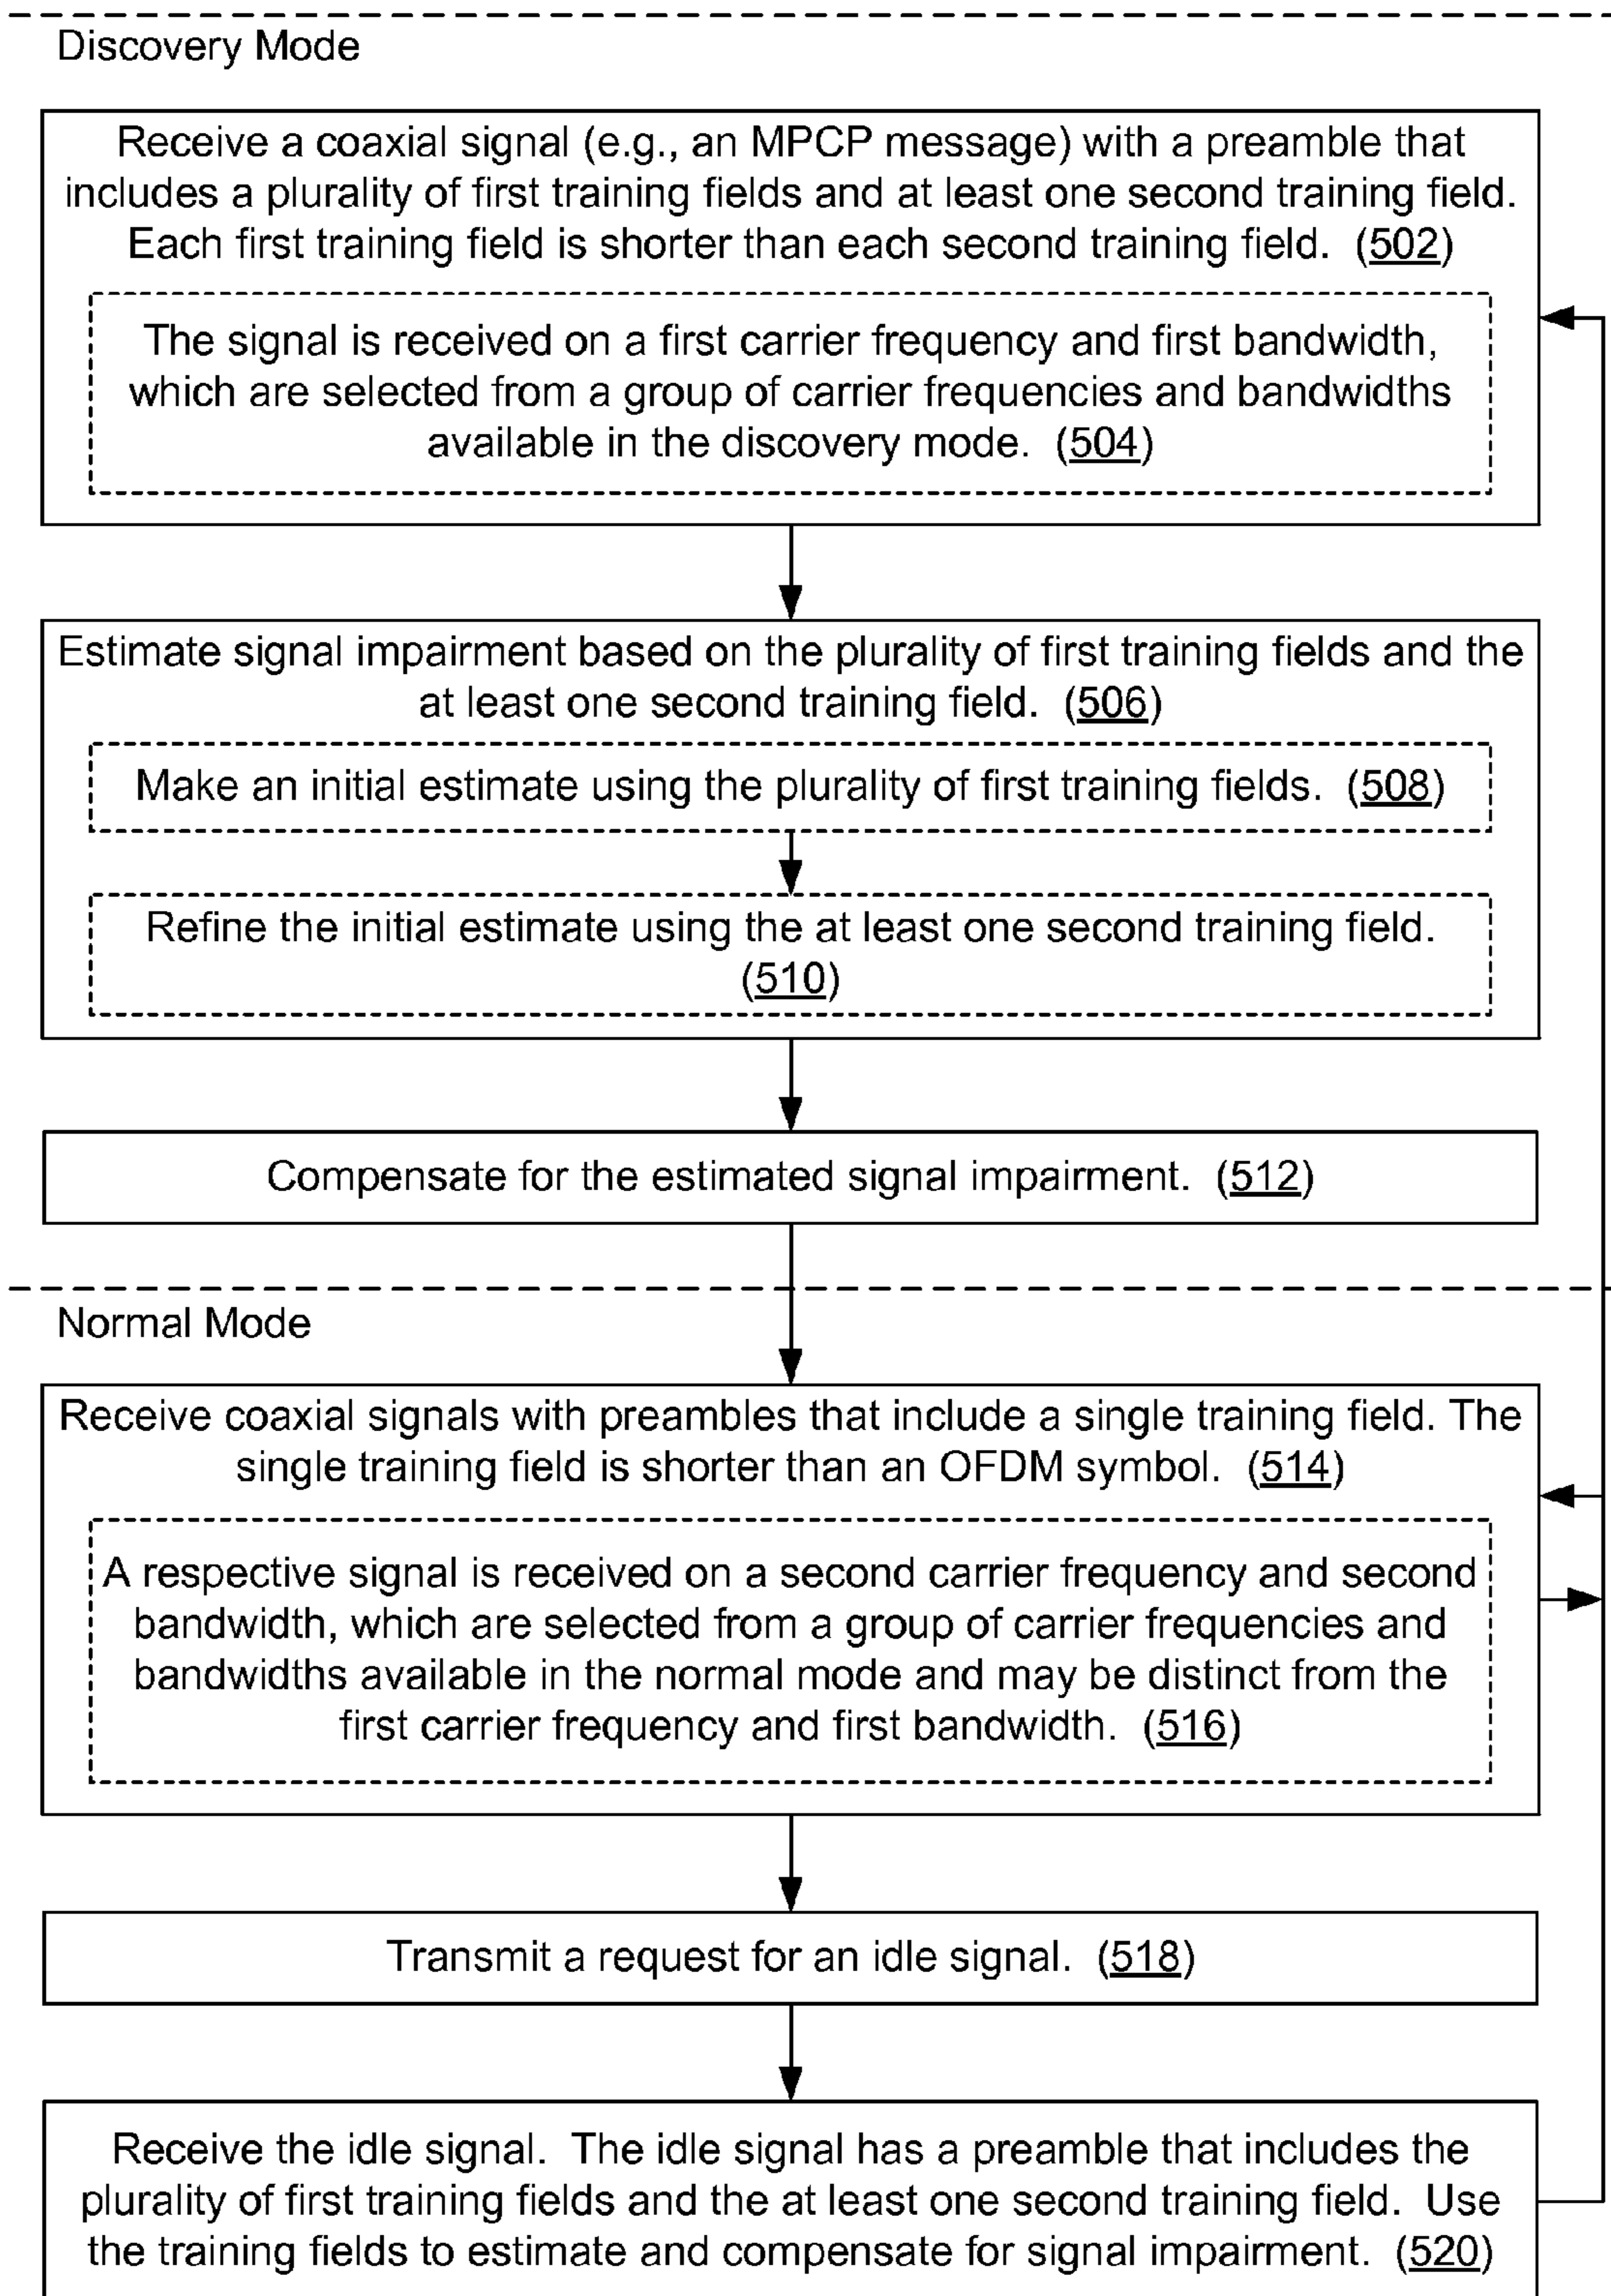 Discovery Mode
Receive a coaxial signal (e.g., an MPCP message) with a preamble that
includes a plurality of first training fields and at least one second training field.
Each first training field is shorter than each second training field. (502)
The signal is received on a first carrier frequency and first bandwidth,
which are selected from a group of carrier frequencies and bandwidths
available in the discovery mode. (504)
Estimate signal impairment based on the plurality of first training fields and the
at least one second training field. (506)
Make an initial estimate using the plurality of first training fields. (508)
Refine the initial estimate using the at least one second training field.
(510)
Compensate for the estimated signal impairment. (512)
Normal Mode
Receive coaxial signals with preambles that include a single training field. The
single training field is shorter than an OFDM symbol. (514)
A respective signal is received on a second carrier frequency and second
bandwidth, which are selected from a group of carrier frequencies and
bandwidths available in the normal mode and may be distinct from the
first carrier frequency and first bandwidth. (516)
Transmit a request for an idle signal. (518)
Receive the idle signal. The idle signal has a preamble that includes the
plurality of first training fields and the at least one second training field. Use
the training fields to estimate and compensate for signal impairment. (520)